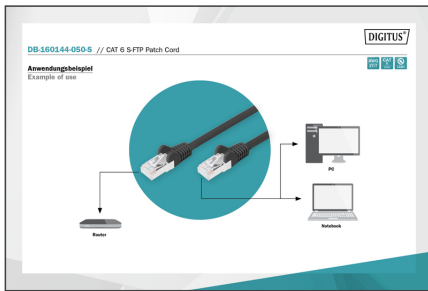 DIGITUS®
DB-160144-050-S // CAT 6 S-FTP Patch Cord
Anwendungsbeispiel
Example of use
PC
Router
Notebook